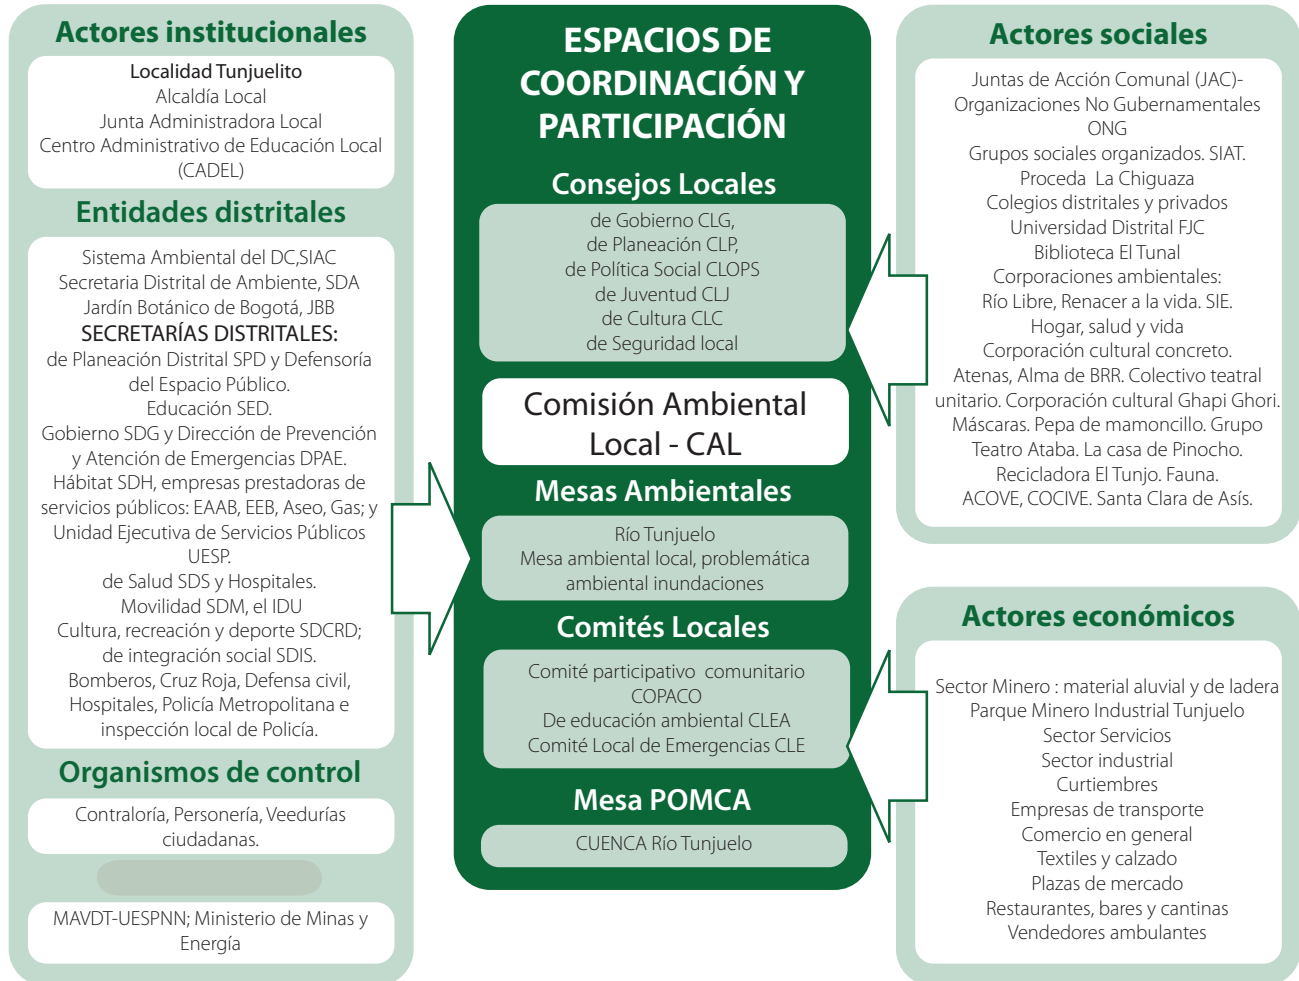 Actores institucionales
Localidad Tunjuelito
Alcaldía Local
Junta Administradora Local
Centro Administrativo de Educación Local
(CADEL)
Entidades distritales
Sistema Ambiental del DC,SIAC
Secretaria Distrital de Ambiente, SDA
Jardín Botánico de Bogotá, JBB
SECRETARÍAS DISTRITALES:
de Planeación Distrital SPD y Defensoría
del Espacio Público.
Educación SED.
Gobierno SDG y Dirección de Prevención
y Atención de Emergencias DPAE.
Hábitat SDH, empresas prestadoras de
servicios públicos: EAAB, EEB, Aseo, Gas; y
Unidad Ejecutiva de Servicios Públicos
UESP.
de Salud SDS y Hospitales.
Movilidad SDM, el IDU
Cultura, recreación y deporte SDCRD;
de integración social SDIS.
Bomberos, Cruz Roja, Defensa civil,
Hospitales, Policía Metropolitana e
inspección local de Policía.
Organismos de control
Contraloría, Personería, Veedurías
ciudadanas.
MAVDT-UESPNN; Ministerio de Minas y
Energía
ESPACIOS DE
COORDINACIÓN Y
PARTICIPACIÓN
Consejos Locales
de Gobierno CLG,
de Planeación CLP,
de Política Social CLOPS
de Juventud CLJ
de Cultura CLC
de Seguridad local
Comisión Ambiental
Local - CAL
Mesas Ambientales
Río Tunjuelo
Mesa ambiental local, problemática
ambiental inundaciones
Comités Locales
Comité participativo comunitario
COPACO
De educación ambiental CLEA
Comité Local de Emergencias CLE
Mesa POMCA
CUENCA Río Tunjuelo
Actores sociales
Juntas de Acción Comunal (JAC)-
Organizaciones No Gubernamentales
ONG
Grupos sociales organizados. SIAT.
Proceda La Chiguaza
Colegios distritales y privados
Universidad Distrital FJC
Biblioteca El Tunal
Corporaciones ambientales:
Río Libre, Renacer a la vida. SIE.
Hogar, salud y vida
Corporación cultural concreto.
Atenas, Alma de BRR. Colectivo teatral
unitario. Corporación cultural Ghapi Ghori.
Máscaras. Pepa de mamoncillo. Grupo
Teatro Ataba. La casa de Pinocho.
Recicladora El Tunjo. Fauna.
ACOVE, COCIVE. Santa Clara de Asís.
Actores económicos
Sector Minero : material aluvial y de ladera
Parque Minero Industrial Tunjuelo
Sector Servicios
Sector industrial
Curtiembres
Empresas de transporte
Comercio en general
Textiles y calzado
Plazas de mercado
Restaurantes, bares y cantinas
Vendedores ambulantes